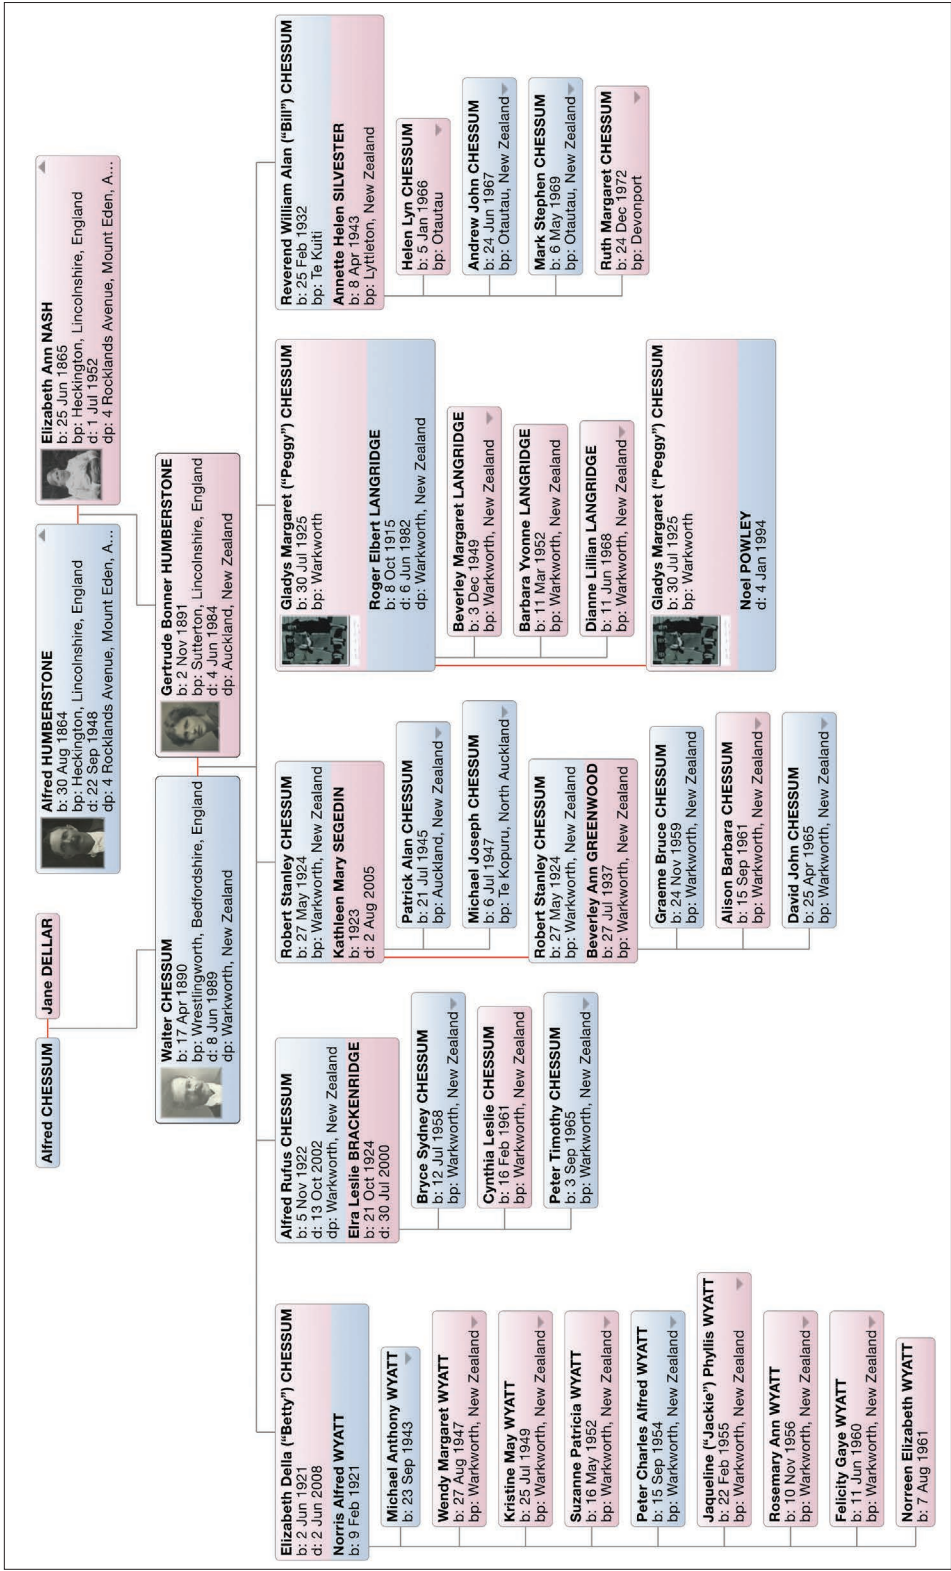 Alfred CHESSUM
Jane DELLAR
Alfred HUMBERSTONE
b: 30 Aug 1864
bp: Heckington, Lincolnshire, England
d: 22 Sep 1948
dp: 4 Rocklands Avenue, Mount Eden, A...
Elizabeth Ann NASH
b: 25 Jun 1865
bp: Heckington, Lincolnshire, England
d: 1 Jul 1952
dp: 4 Rocklands Avenue, Mount Eden, A...
Walter CHESSUM
b: 17 Apr 1890
bp: Wrestlingworth, Bedfordshire, England
d: 8 Jun 1989
dp: Warkworth, New Zealand
Gertrude Bonner HUMBERSTONE
b: 2 Nov 1891
bp: Sutterton, Lincolnshire, England
d: 4 Jun 1984
dp: Auckland, New Zealand
Elizabeth Della (“Betty”) CHESSUM
b: 2 Jun 1921
d: 2 Jun 2008
Norris Alfred WYATT
b: 9 Feb 1921
Michael Anthony WYATT
b: 23 Sep 1943
Wendy Margaret WYATT
b: 27 Aug 1947
bp: Warkworth, New Zealand
Kristine May WYATT
b: 25 Jul 1949
bp: Warkworth, New Zealand
Suzanne Patricia WYATT
b: 16 May 1952
bp: Warkworth, New Zealand
Peter Charles Alfred WYATT
b: 15 Sep 1954
bp: Warkworth, New Zealand
Jaqueline (“Jackie”) Phyllis WYATT
b: 22 Feb 1955
bp: Warkworth, New Zealand
Rosemary Ann WYATT
b: 10 Nov 1956
bp: Warkworth, New Zealand
Felicity Gaye WYATT
b: 11 Jun 1960
bp: Warkworth, New Zealand
Norreen Elizabeth WYATT
b: 7 Aug 1961
Alfred Rufus CHESSUM
b: 5 Nov 1922
d: 13 Oct 2002
dp: Warkworth, New Zealand
Elra Leslie BRACKENRIDGE
b: 21 Oct 1924
d: 30 Jul 2000
Bryce Sydney CHESSUM
b: 12 Jul 1958
bp: Warkworth, New Zealand
Cynthia Leslie CHESSUM
b: 16 Feb 1961
bp: Warkworth, New Zealand
Peter Timothy CHESSUM
b: 3 Sep 1965
bp: Warkworth, New Zealand
Robert Stanley CHESSUM
b: 27 May 1924
bp: Warkworth, New Zealand
Kathleen Mary SEGEDIN
b: 1923
d: 2 Aug 2005
Patrick Alan CHESSUM
b: 21 Jul 1945
bp: Auckland, New Zealand
Michael Joseph CHESSUM
b: 6 Jul 1947
bp: Te Kopuru, North Auckland
Robert Stanley CHESSUM
b: 27 May 1924
bp: Warkworth, New Zealand
Beverley Ann GREENWOOD
b: 27 Jul 1937
bp: Warkworth, New Zealand
Graeme Bruce CHESSUM
b: 24 Nov 1959
bp: Warkworth, New Zealand
Alison Barbara CHESSUM
b: 15 Sep 1961
bp: Warkworth, New Zealand
David John CHESSUM
b: 25 Apr 1965
bp: Warkworth, New Zealand
Gladys Margaret (“Peggy”) CHESSUM
b: 30 Jul 1925
bp: Warkworth
Roger Elbert LANGRIDGE
b: 8 Oct 1915
d: 6 Jun 1982
dp: Warkworth, New Zealand
Beverley Margaret LANGRIDGE
b: 3 Dec 1949
bp: Warkworth, New Zealand
Barbara Yvonne LANGRIDGE
b: 11 Mar 1952
bp: Warkworth, New Zealand
Dianne Lillian LANGRIDGE
b: 11 Jun 1968
bp: Warkworth, New Zealand
Gladys Margaret (“Peggy”) CHESSUM
b: 30 Jul 1925
bp: Warkworth
Noel POWLEY
d: 4 Jan 1994
Reverend William Alan (“Bill”) CHESSUM
b: 25 Feb 1932
bp: Te Kuiti
Annette Helen SILVESTER
b: 8 Apr 1943
bp: Lyttleton, New Zealand
Helen Lyn CHESSUM
b: 5 Jan 1966
bp: Otautau
Andrew John CHESSUM
b: 24 Jun 1967
bp: Otautau, New Zealand
Mark Stephen CHESSUM
b: 6 May 1969
bp: Otautau, New Zealand
Ruth Margaret CHESSUM
b: 24 Dec 1972
bp: Devonport